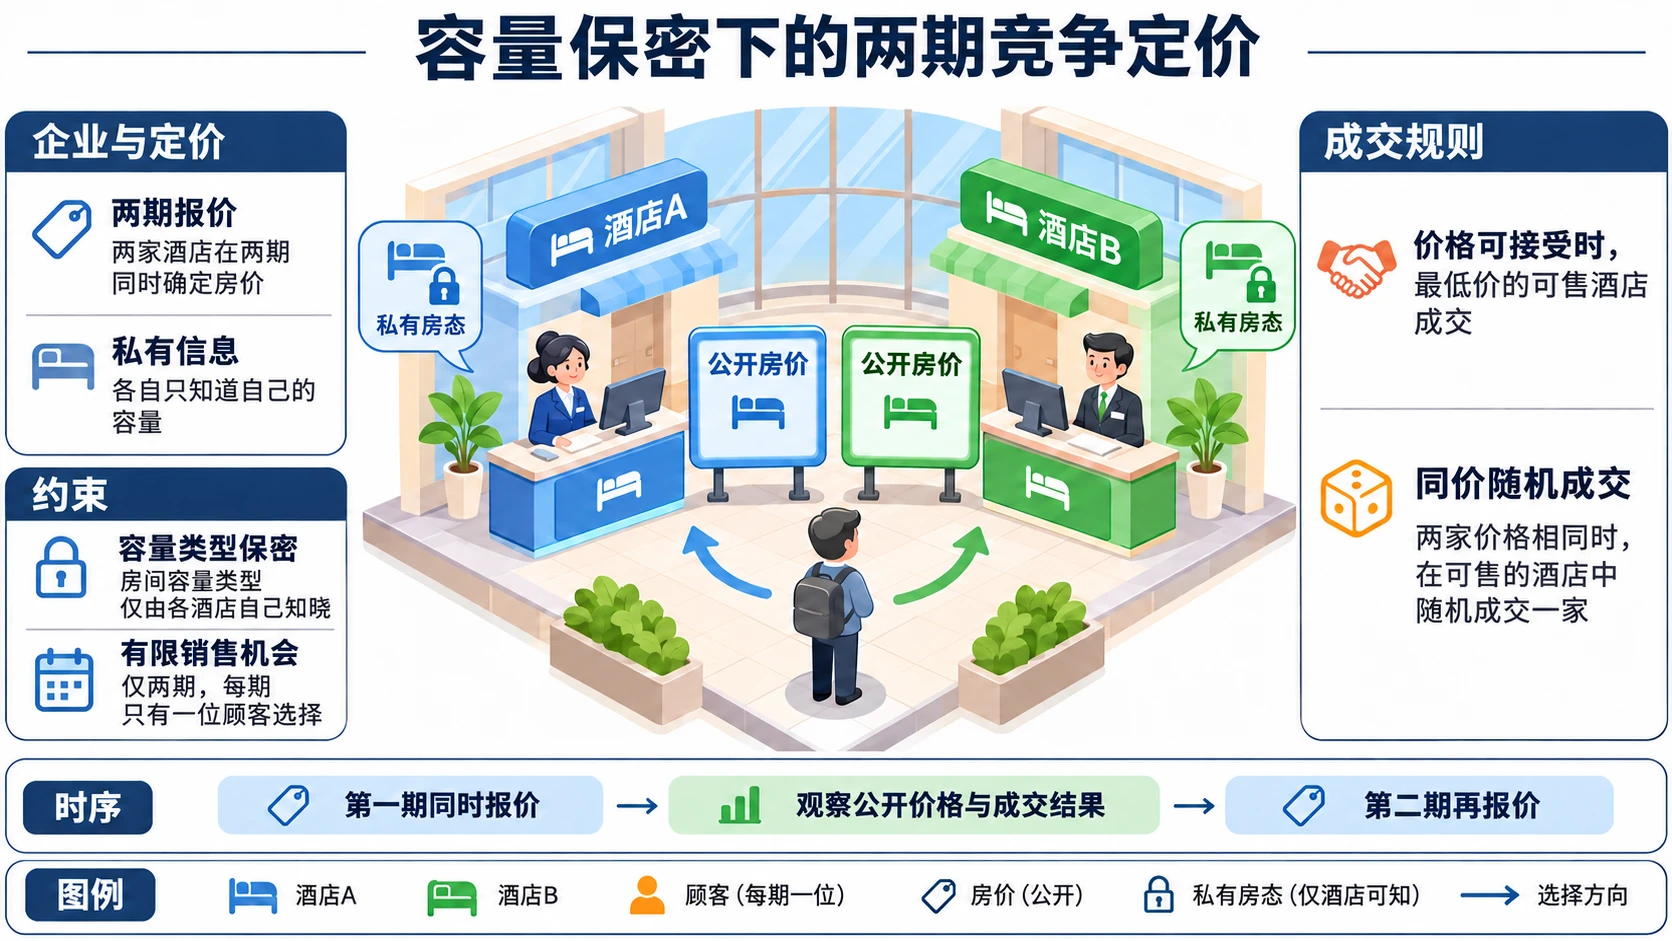 容量保密下的两期竞争定价
企业与定价
两期报价
两家酒店在两期
同时确定房价
私有信息
各自只知道自己的
容量
约束
容量类型保密
房间容量类型
仅由各酒店自己知晓
有限销售机会
仅两期，每期
只有一位顾客选择
酒店A
私有房态
公开房价
酒店B
私有房态
公开房价
成交规则
价格可接受时，
最低价的可售酒店
成交
同价随机成交
两家价格相同时，
在可售的酒店中
随机成交一家
时序
第一期同时报价
观察公开价格与成交结果
第二期再报价
图例
酒店A
酒店B
顾客（每期一位）
房价（公开）
私有房态（仅酒店可知）
选择方向